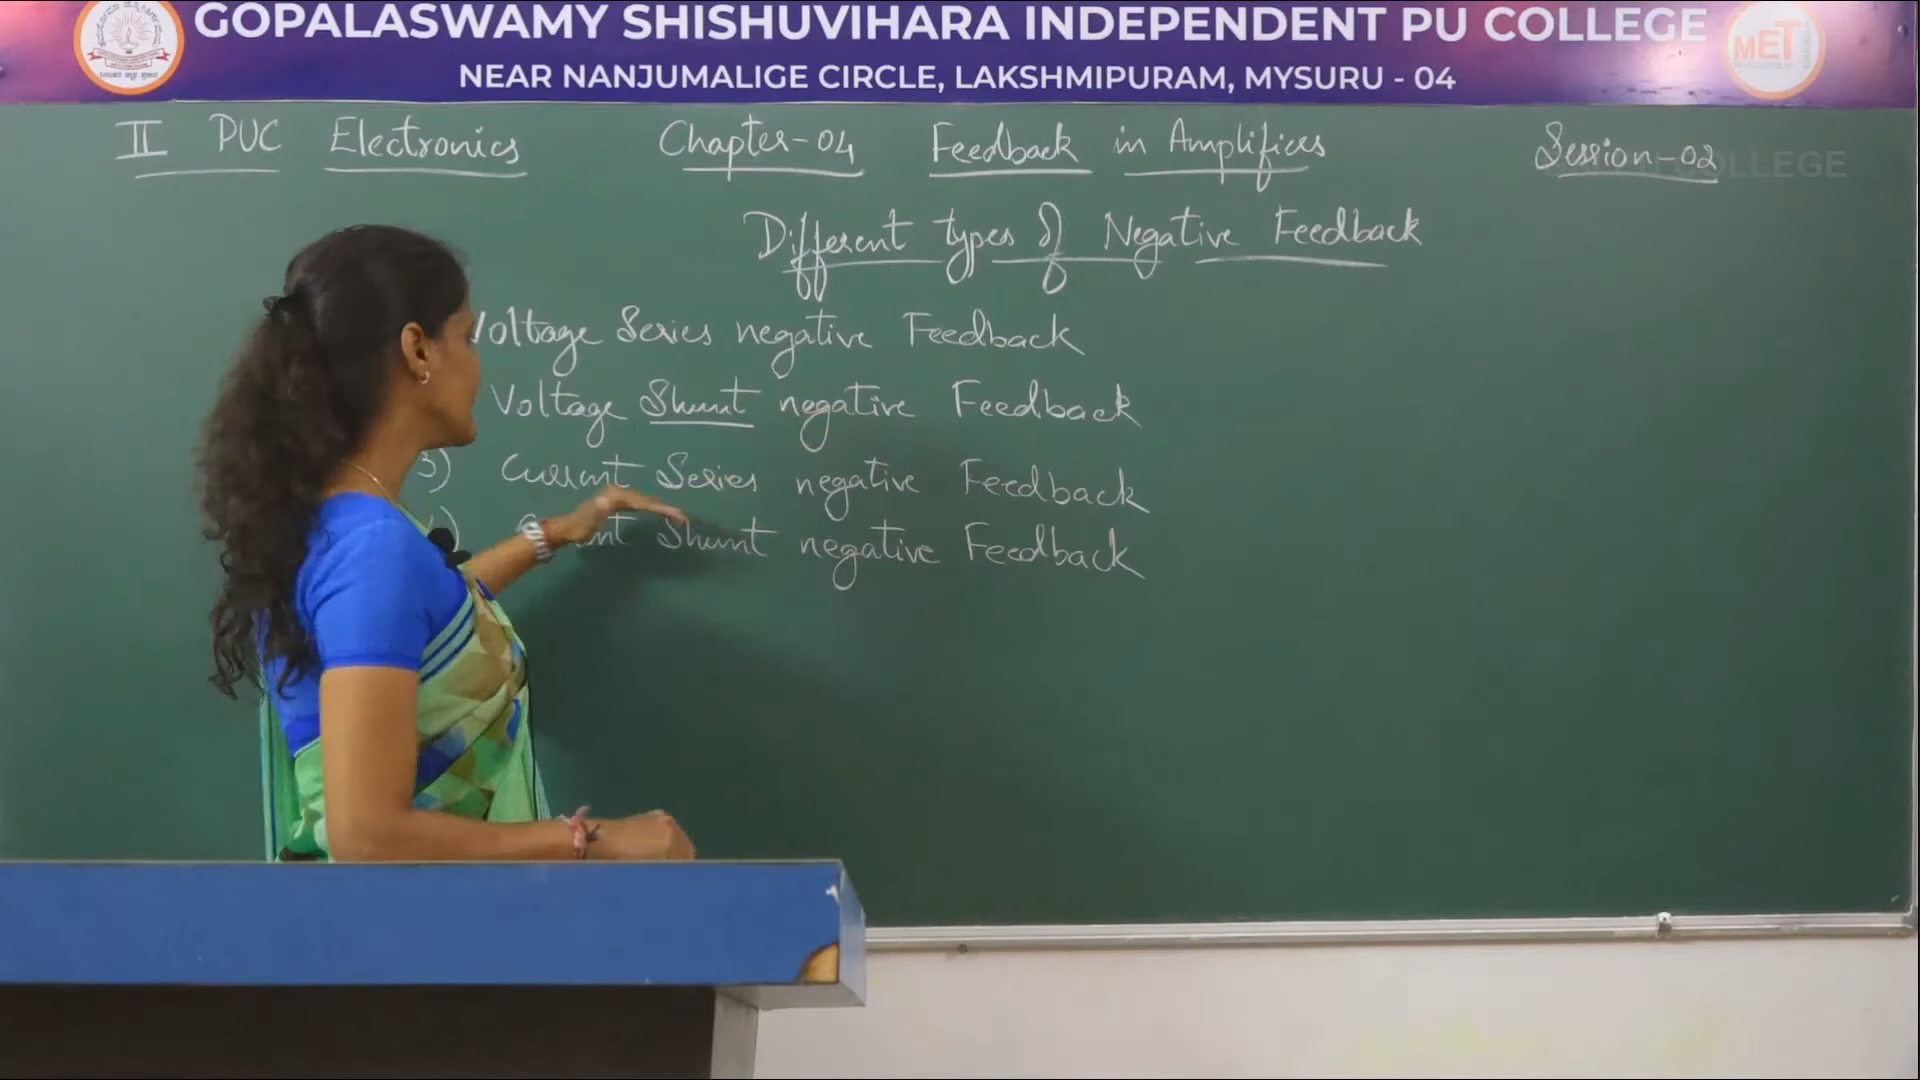 GOPALASWAMY SHISHUVIHARA INDEPENDENT PU COLLEGE
MET
NEAR NANJUMALIGE CIRCLE, LAKSHMIPURAM, MYSURU - 04
II PUC Electronics Chapter-04 Feedback in Amplifiers Session-02
COLLEGE
Different types of Negative Feedback
Voltage Series negative Feedback
Voltage Shunt negative Feedback
3) Current Series negative Feedback
Shunt negative Feedback